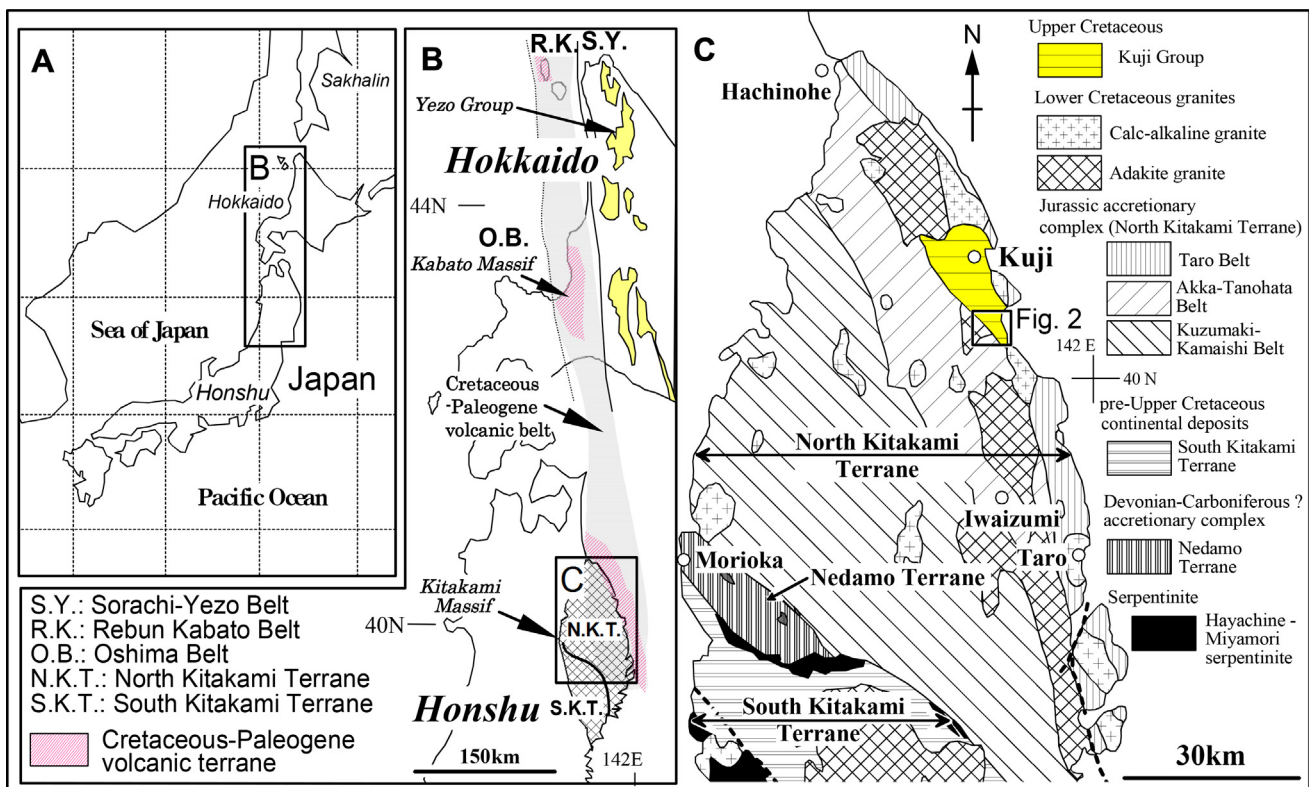 A
Sakhalin
B
Hokkaido
Sea of Japan
Honshu
Japan
Pacific Ocean
S.Y.: Sorachi-Yezo Belt
R.K.: Rebun Kabato Belt
O.B.: Oshima Belt
N.K.T.: North Kitakami Terrane
S.K.T.: South Kitakami Terrane
Cretaceous-Paleogene
volcanic terrane
B
R.K. S.Y.
Yezo Group
Hokkaido
44N
O.B.
Kabato Massif
Cretaceous
-Paleogene
volcanic belt
Kitakami
Massif
C
40N
N.K.T.
Honshu
S.K.T.
150km
142E
C
N
Hachinohe
Kuji
Fig. 2
142 E
40 N
North Kitakami
Terrane
Iwaizumi
Taro
Morioka
Nedamo Terrane
South Kitakami
Terrane
30km
Upper Cretaceous
Kuji Group
Lower Cretaceous granites
Calc-alkaline granite
Adakite granite
Jurassic accretionary
complex (North Kitakami Terrane)
Taro Belt
Akka-Tanohata
Belt
Kuzumaki-
Kamaishi Belt
pre-Upper Cretaceous
continental deposits
South Kitakami
Terrane
Devonian-Carboniferous ?
accretionary complex
Nedamo
Terrane
Serpentinite
Hayachine -
Miyamori
serpentinite